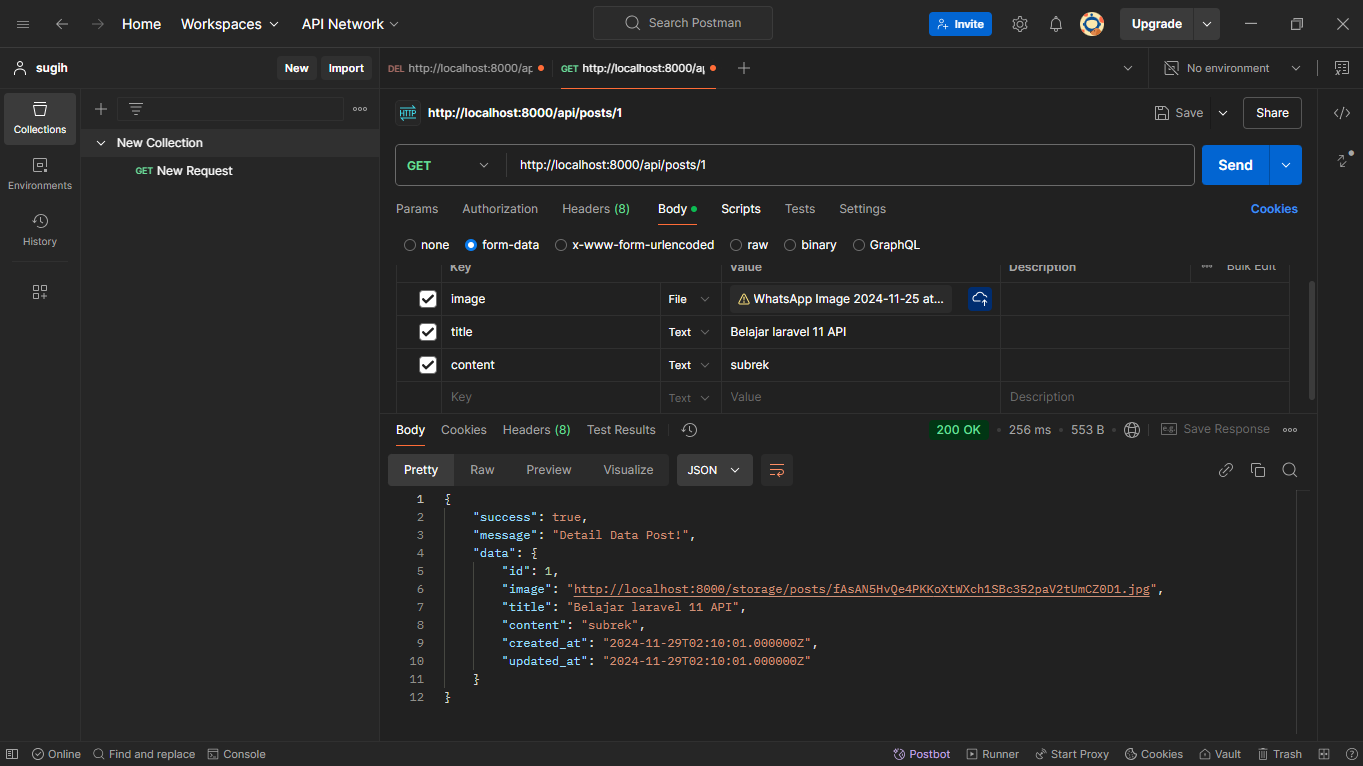 Home Workspaces API Network Search Postman Invite Upgrade
sugih New Import DEL http://localhost:8000/ap GET http://localhost:8000/ap No environment
Collections
Environments
History
New Collection
GET New Request
HTTP http://localhost:8000/api/posts/1 Save Share
GET http://localhost:8000/api/posts/1 Send
Params Authorization Headers (8) Body Scripts Tests Settings Cookies
none form-data x-www-form-urlencoded raw binary GraphQL
Key Value Description Bulk Edit
image File WhatsApp Image 2024-11-25 at...
title Text Belajar laravel 11 API
content Text subrek
Key Text Value Description
Body Cookies Headers (8) Test Results 200 OK 256 ms 553 B e.g. Save Response
Pretty Raw Preview Visualize JSON
1 {
2 "success": true,
3 "message": "Detail Data Post!",
4 "data": {
5 "id": 1,
6 "image": "http://localhost:8000/storage/posts/fAsAN5HvQe4PKKoXtWXch1SBc352paV2tUmCZ0D1.jpg",
7 "title": "Belajar laravel 11 API",
8 "content": "subrek",
9 "created_at": "2024-11-29T02:10:01.000000Z",
10 "updated_at": "2024-11-29T02:10:01.000000Z"
11 }
12 }
Online Find and replace Console Postbot Runner Start Proxy Cookies Vault Trash